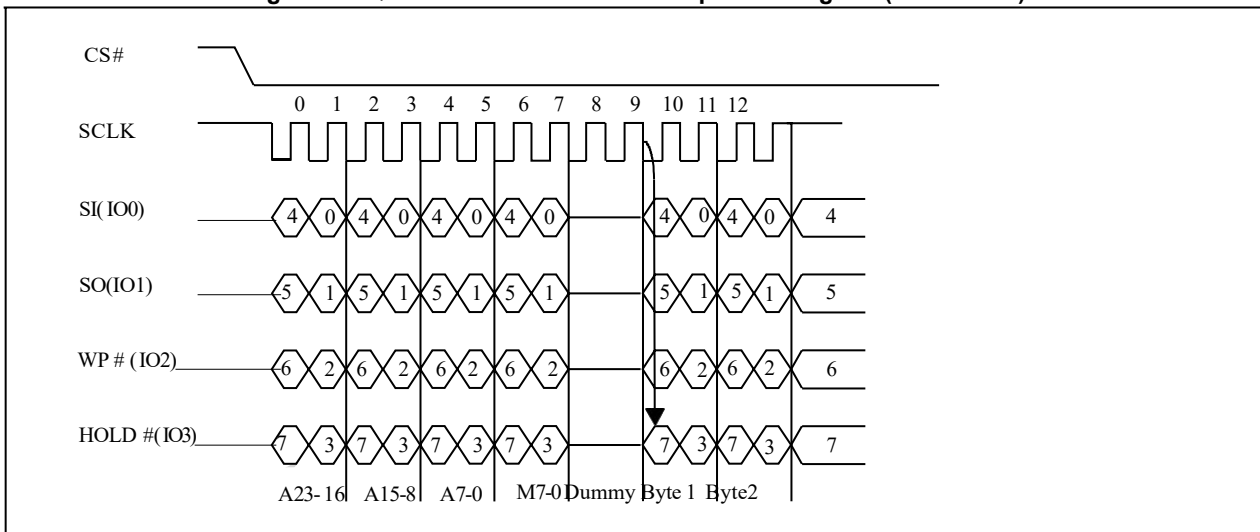 CS#
0 1 2 3 4 5 6 7 8 9 10 11 12
SCLK
SI( IO0) 4 0 4 0 4 0 4 0 4 0 4 0 4
SO(IO1) 5 1 5 1 5 1 5 1 5 1 5 1 5
WP # ( IO2) 6 2 6 2 6 2 6 2 6 2 6 2 6
HOLD #( IO3) 7 3 7 3 7 3 7 3 7 3 7 3 7
A23- 16 A15-8 A7-0 M7-0 Dummy Byte 1 Byte2